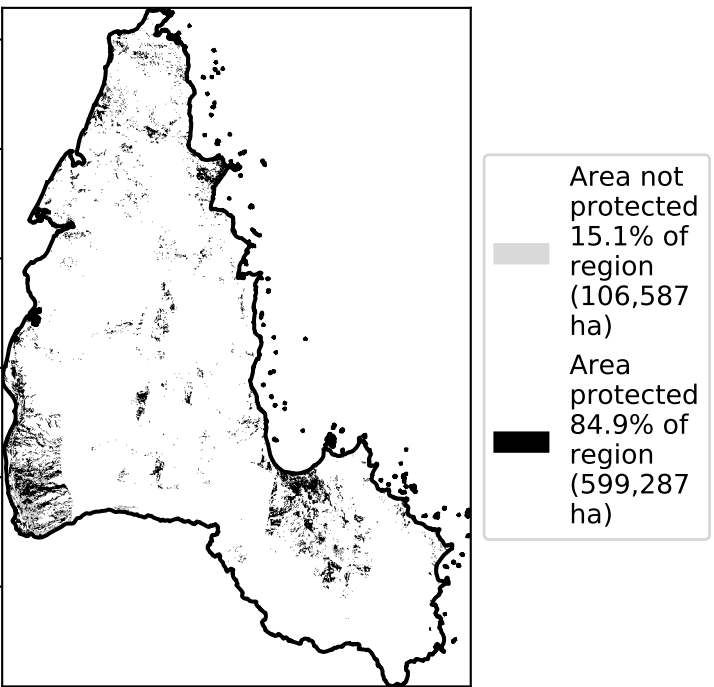 Area not
protected
15.1% of
region
(106,587
ha)
Area
protected
84.9% of
region
(599,287
ha)